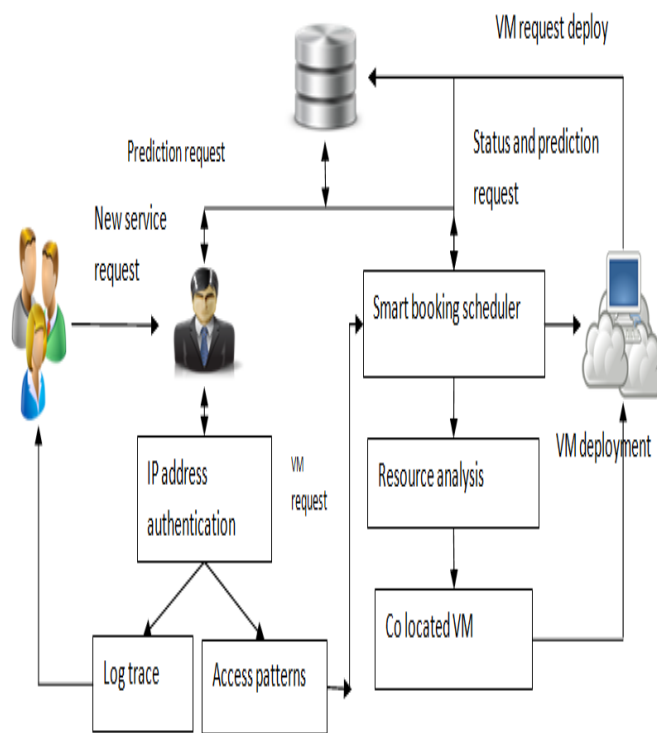 VM request deploy
Prediction request
Status and prediction
request
New service
request
Smart booking scheduler
IP address
authentication
VM
request
Resource analysis
VM deployment
Co located VM
Log trace
Access patterns